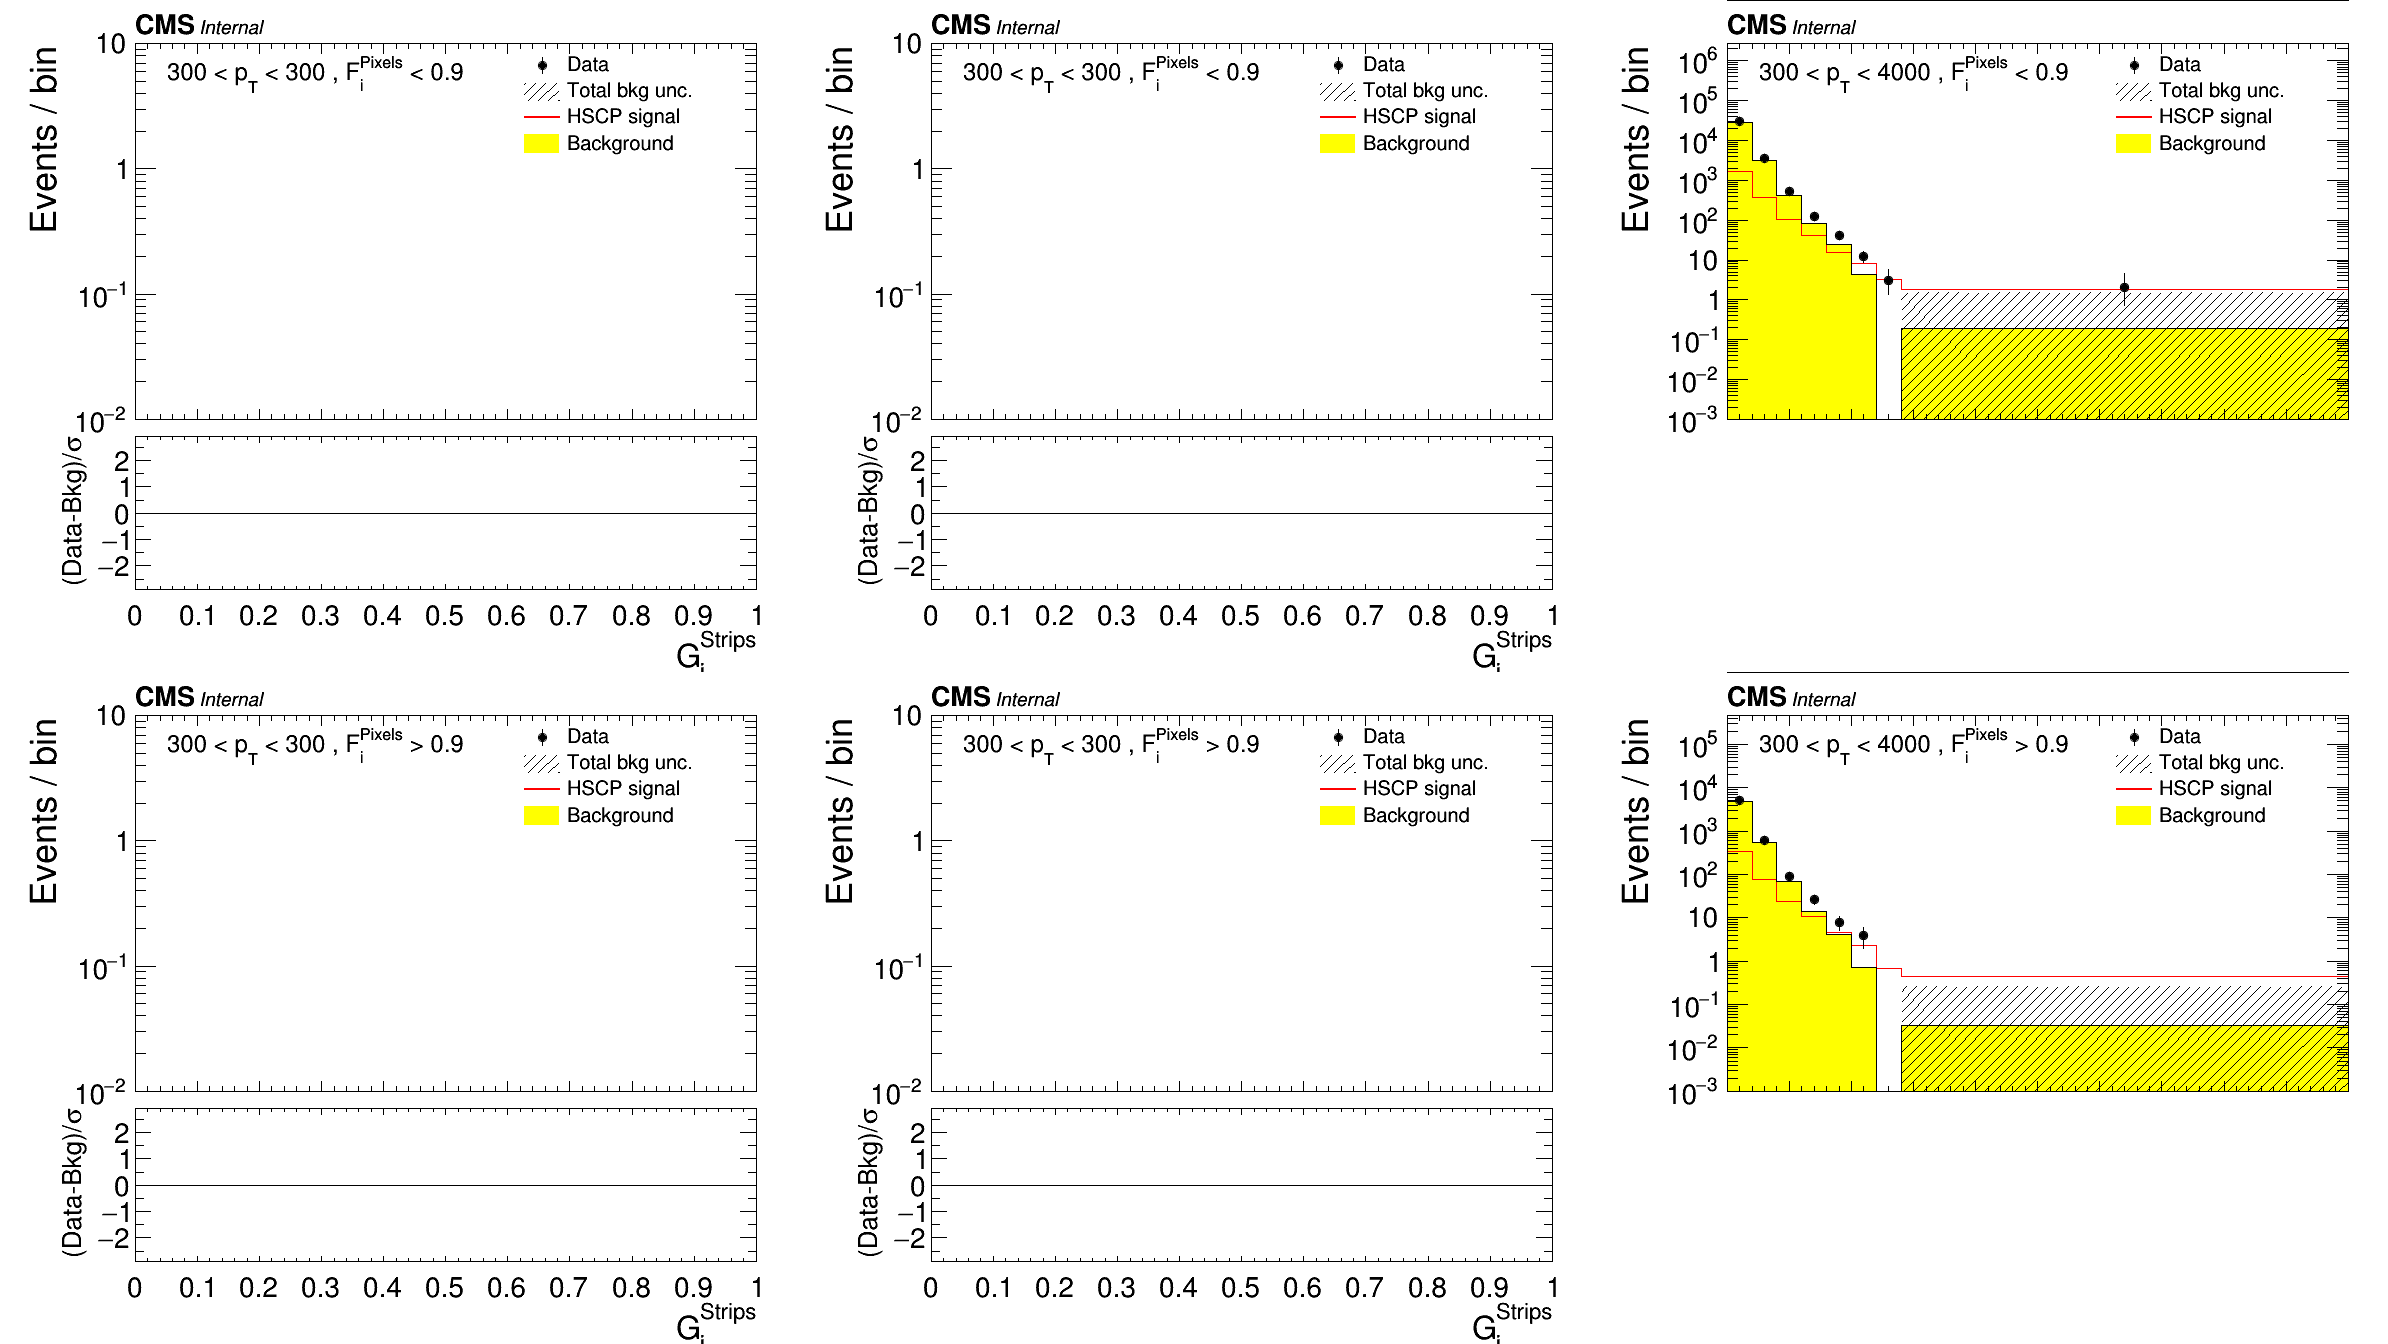 CMS Internal
Events / bin
300 < p_T < 300 , F_i^Pixels < 0.9
Data
Total bkg unc.
HSCP signal
Background
10
1
10^−1
10^−2
(Data-Bkg)/σ
2
1
0
−1
−2
0 0.1 0.2 0.3 0.4 0.5 0.6 0.7 0.8 0.9 1
G_i^Strips
CMS Internal
Events / bin
300 < p_T < 300 , F_i^Pixels < 0.9
Data
Total bkg unc.
HSCP signal
Background
10
1
10^−1
10^−2
(Data-Bkg)/σ
2
1
0
−1
−2
0 0.1 0.2 0.3 0.4 0.5 0.6 0.7 0.8 0.9 1
G_i^Strips
CMS Internal
Events / bin
300 < p_T < 4000 , F_i^Pixels < 0.9
Data
Total bkg unc.
HSCP signal
Background
10^6
10^5
10^4
10^3
10^2
10
1
10^−1
10^−2
10^−3
CMS Internal
Events / bin
300 < p_T < 300 , F_i^Pixels > 0.9
Data
Total bkg unc.
HSCP signal
Background
10
1
10^−1
10^−2
(Data-Bkg)/σ
2
1
0
−1
−2
0 0.1 0.2 0.3 0.4 0.5 0.6 0.7 0.8 0.9 1
G_i^Strips
CMS Internal
Events / bin
300 < p_T < 300 , F_i^Pixels > 0.9
Data
Total bkg unc.
HSCP signal
Background
10
1
10^−1
10^−2
(Data-Bkg)/σ
2
1
0
−1
−2
0 0.1 0.2 0.3 0.4 0.5 0.6 0.7 0.8 0.9 1
G_i^Strips
CMS Internal
Events / bin
300 < p_T < 4000 , F_i^Pixels > 0.9
Data
Total bkg unc.
HSCP signal
Background
10^5
10^4
10^3
10^2
10
1
10^−1
10^−2
10^−3